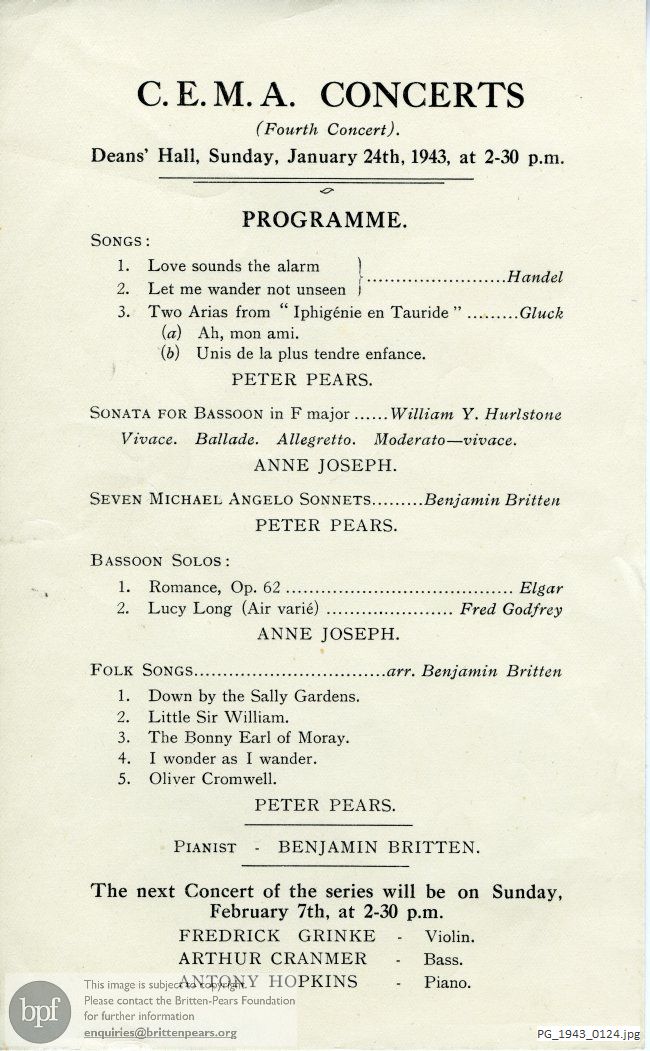 C. E. M. A. CONCERTS
(Fourth Concert).
Deans' Hall, Sunday, January 24th, 1943, at 2-30 p.m.
PROGRAMME.
SONGS:
1. Love sounds the alarm
2. Let me wander not unseen } ........................Handel
3. Two Arias from " Iphigénie en Tauride " .........Gluck
(a) Ah, mon ami.
(b) Unis de la plus tendre enfance.
PETER PEARS.
SONATA FOR BASSOON in F major ......William Y. Hurlstone
Vivace. Ballade. Allegretto. Moderato—vivace.
ANNE JOSEPH.
SEVEN MICHAEL ANGELO SONNETS.........Benjamin Britten
PETER PEARS.
BASSOON SOLOS:
1. Romance, Op. 62 ..................................... Elgar
2. Lucy Long (Air varié) ...................... Fred Godfrey
ANNE JOSEPH.
FOLK SONGS.................................arr. Benjamin Britten
1. Down by the Sally Gardens.
2. Little Sir William.
3. The Bonny Earl of Moray.
4. I wonder as I wander.
5. Oliver Cromwell.
PETER PEARS.
PIANIST - BENJAMIN BRITTEN.
The next Concert of the series will be on Sunday,
February 7th, at 2-30 p.m.
FREDRICK GRINKE - Violin.
ARTHUR CRANMER - Bass.
ANTONY HOPKINS - Piano.
bpf
This image is subject to copyright.
Please contact the Britten-Pears Foundation
for further information
enquiries@brittenpears.org
PG_1943_0124.jpg